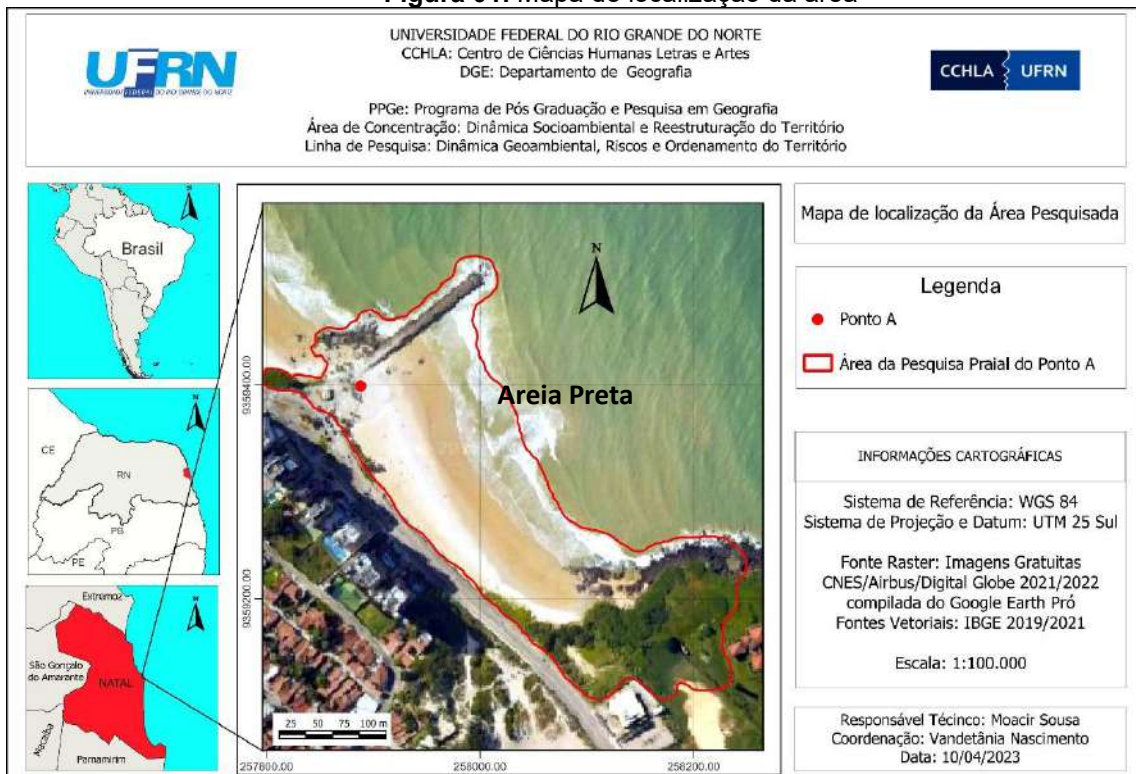 Figura 01: Mapa de localização da área
UFRN
UNIVERSIDADE FEDERAL DO RIO GRANDE DO NORTE
UNIVERSIDADE FEDERAL DO RIO GRANDE DO NORTE
CCHLA: Centro de Ciências Humanas Letras e Artes
DGE: Departamento de Geografia
PPGe: Programa de Pós Graduação e Pesquisa em Geografia
Área de Concentração: Dinâmica Socioambiental e Reestruturação do Território
Linha de Pesquisa: Dinâmica Geoambiental, Riscos e Ordenamento do Território
CCHLA UFRN
N
Brasil
N
CE
RN
PB
PE
N
Extremoz
São Gonçalo
do Amarante
NATAL
Macaíba
Parnamirim
N
Areia Preta
9359400.00
9359200.00
25 50 75 100 m
257800.00
258000.00
258200.00
Mapa de localização da Área Pesquisada
Legenda
Ponto A
Área da Pesquisa Praial do Ponto A
INFORMAÇÕES CARTOGRÁFICAS
Sistema de Referência: WGS 84
Sistema de Projeção e Datum: UTM 25 Sul
Fonte Raster: Imagens Gratuitas
CNES/Airbus/Digital Globe 2021/2022
compilada do Google Earth Pró
Fontes Vetoriais: IBGE 2019/2021
Escala: 1:100.000
Responsável Técinco: Moacir Sousa
Coordenação: Vandetânia Nascimento
Data: 10/04/2023